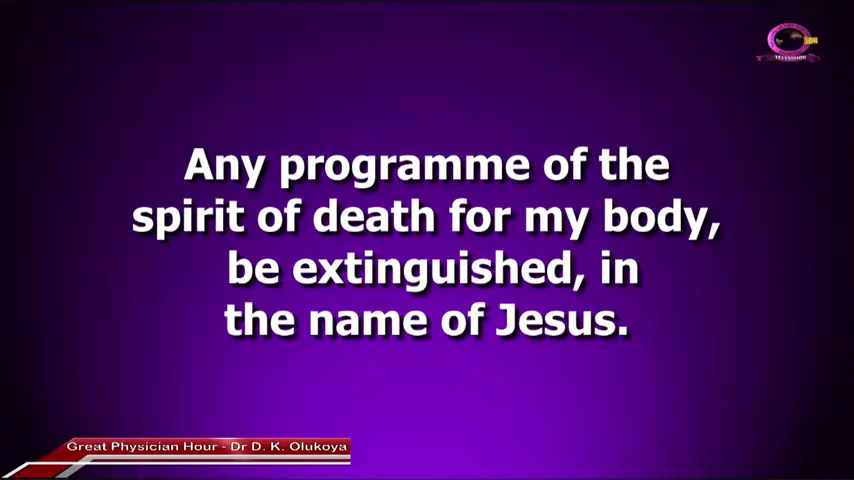 TELEVISION
Any programme of the
spirit of death for my body,
be extinguished, in
the name of Jesus.
Great Physician Hour - Dr D. K. Olukoya